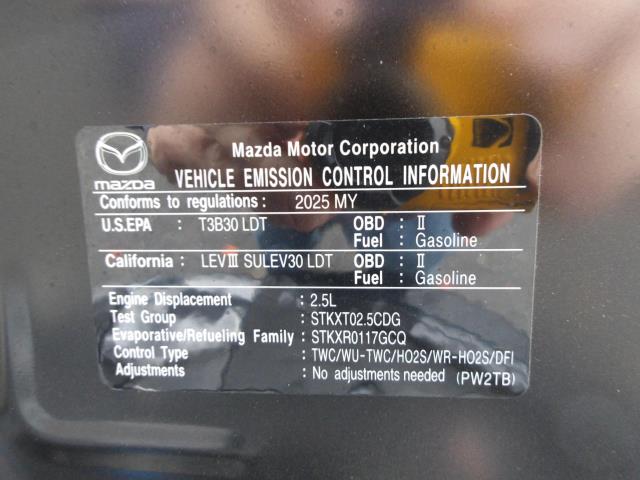 Mazda Motor Corporation
mazda VEHICLE EMISSION CONTROL INFORMATION
Conforms to regulations : 2025 MY
U.S.EPA : T3B30 LDT OBD : II
Fuel : Gasoline
California : LEVIII SULEV30 LDT OBD : II
Fuel : Gasoline
Engine Displacement : 2.5L
Test Group : STKXT02.5CDG
Evaporative/Refueling Family : STKXR0117GCQ
Control Type : TWC/WU-TWC/HO2S/WR-HO2S/DFI
Adjustments : No adjustments needed (PW2TB)